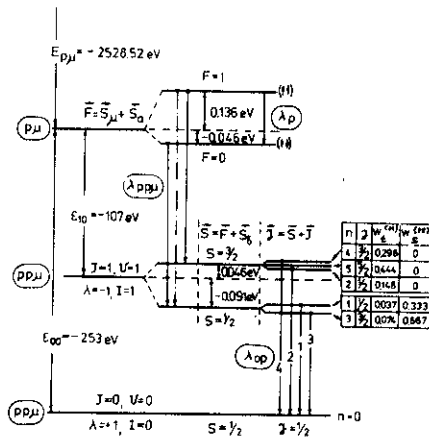 E_pμ = -2528.52 eV
F = 1
(↑↑)
F̄ = S̄_μ + S̄_a
0.136 eV
λ_p
pμ
-0.046 eV
F = 0
λ_ppμ
ε_10 = -107 eV
S̄ = F̄ + S̄_b
J̄ = S̄ + J̄
n J W_t^(↑↑) W_s^(↑↓)
S = 3/2
4 3/2 0.296 0
5 5/2 0.444 0
2 1/2 0.148 0
1 1/2 0.037 0.333
3 3/2 0.074 0.667
J=1, υ=1
0.046 eV
ppμ
λ=-1, I=1
-0.091 eV
S = 1/2
ε_00 = -253 eV
λ_op
4 2 1 3
J=0, υ=0
ppμ
n=0
λ=+1, I=0
S = 1/2
J = 1/2